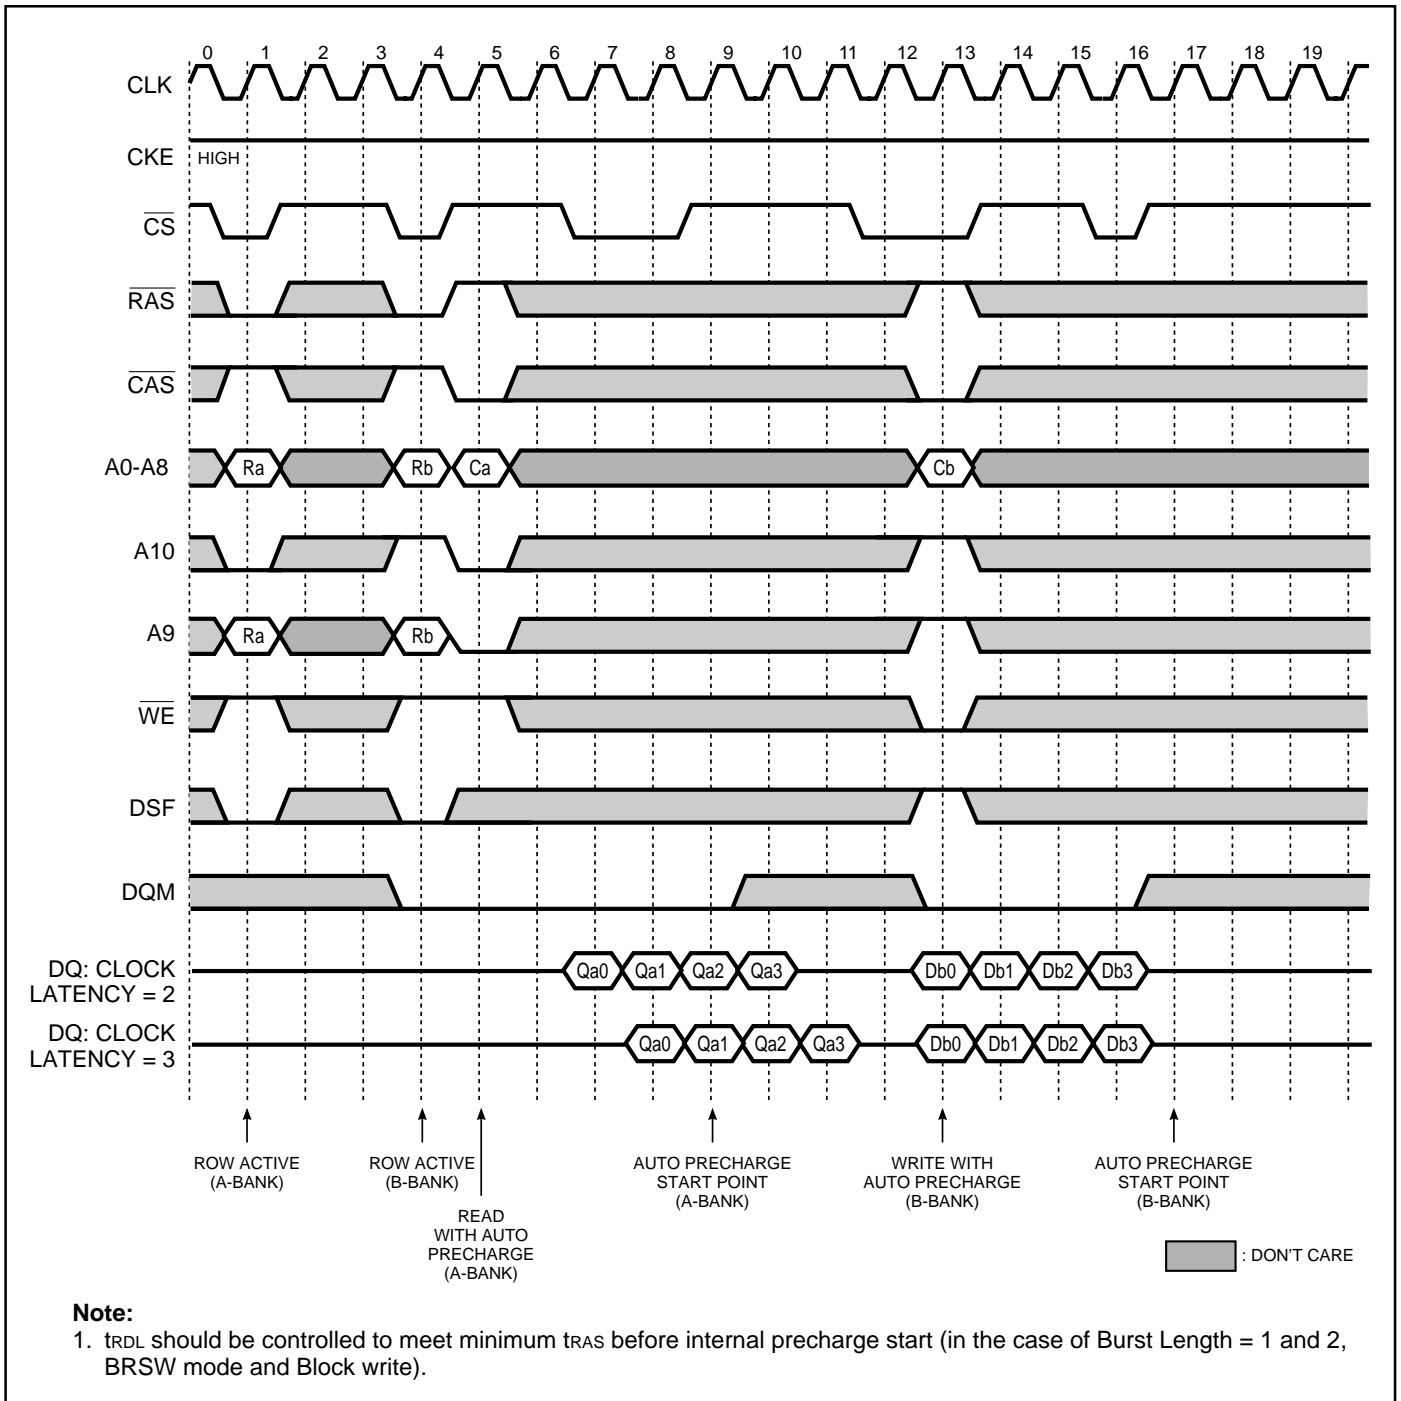 0 1 2 3 4 5 6 7 8 9 10 11 12 13 14 15 16 17 18 19
CLK
CKE HIGH
CS
RAS
CAS
A0-A8 Ra Rb Ca Cb
A10
A9 Ra Rb
WE
DSF
DQM
DQ: CLOCK
LATENCY = 2
Qa0 Qa1 Qa2 Qa3 Db0 Db1 Db2 Db3
DQ: CLOCK
LATENCY = 3
Qa0 Qa1 Qa2 Qa3 Db0 Db1 Db2 Db3
ROW ACTIVE
(A-BANK)
ROW ACTIVE
(B-BANK)
READ
WITH AUTO
PRECHARGE
(A-BANK)
AUTO PRECHARGE
START POINT
(A-BANK)
WRITE WITH
AUTO PRECHARGE
(B-BANK)
AUTO PRECHARGE
START POINT
(B-BANK)
: DON'T CARE
Note:
1. tRDL should be controlled to meet minimum tRAS before internal precharge start (in the case of Burst Length = 1 and 2,
BRSW mode and Block write).